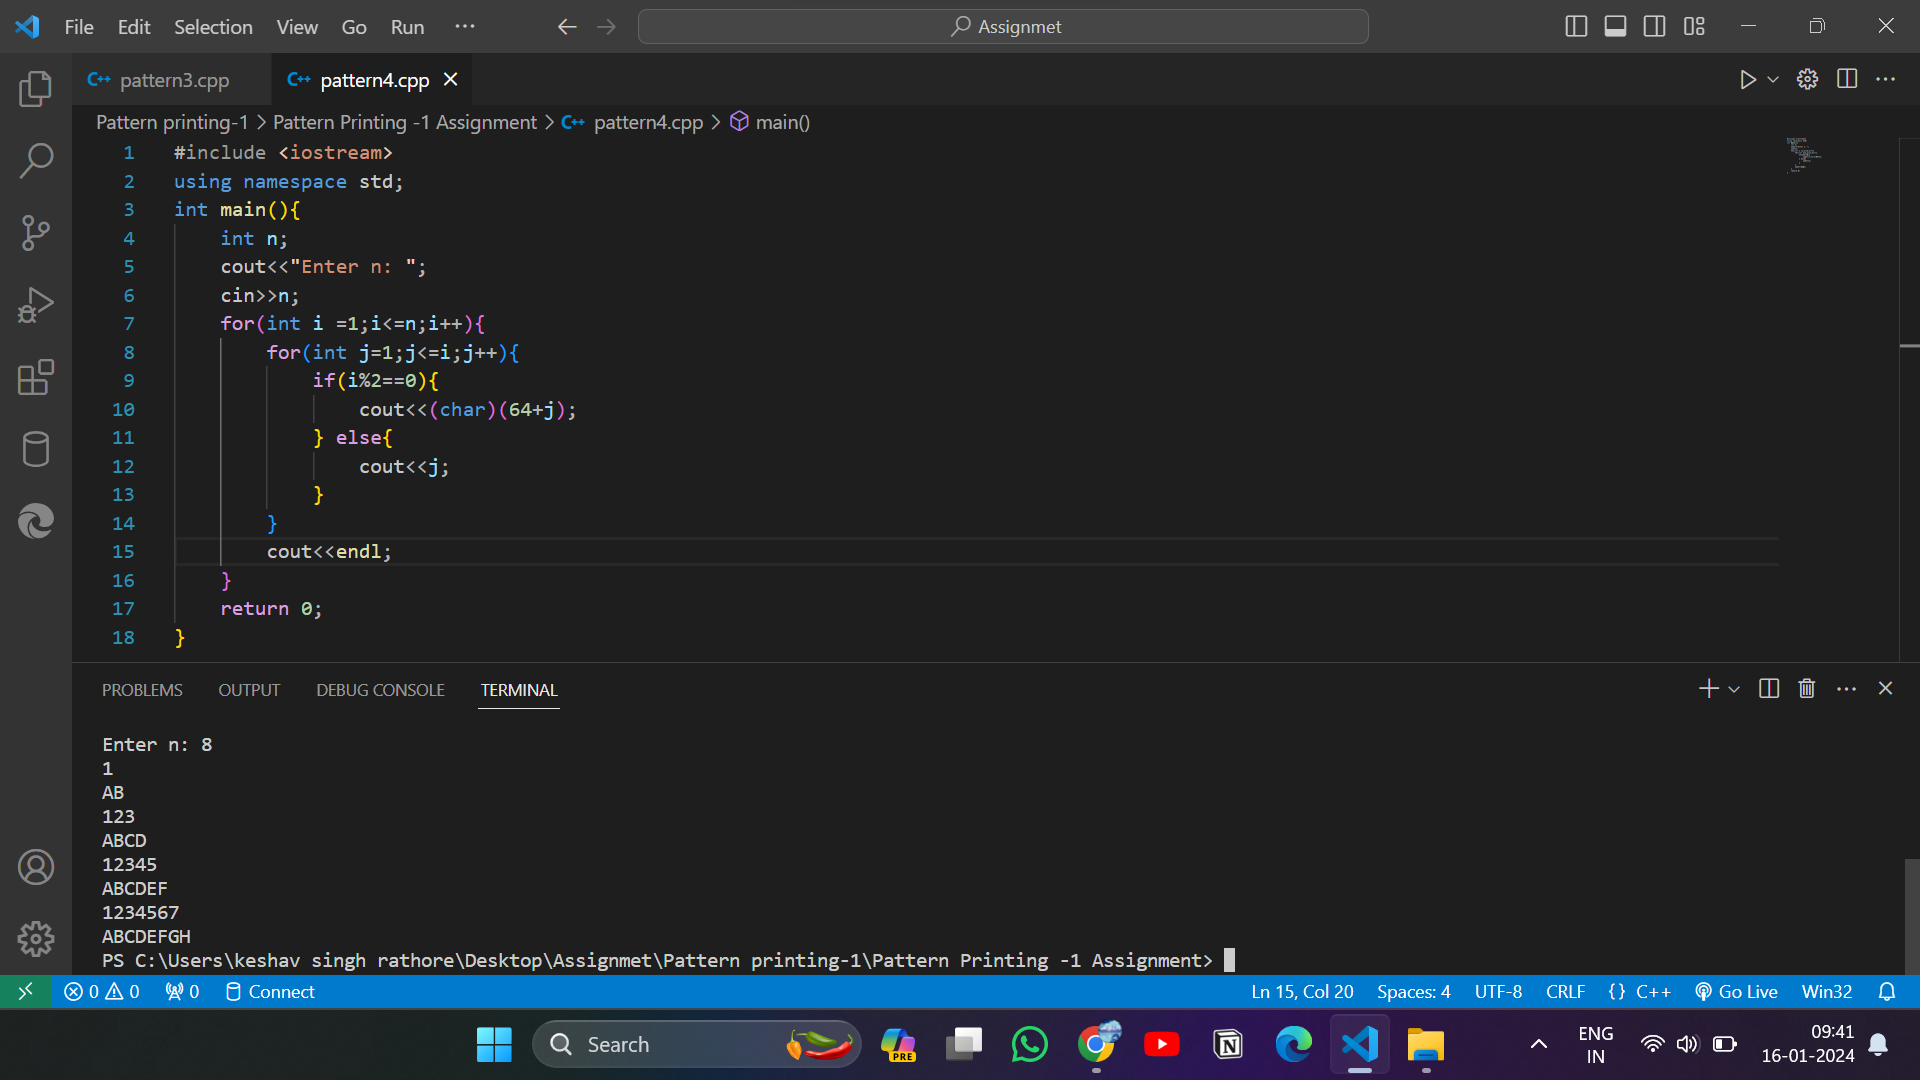 File Edit Selection View Go Run ··· Assignmet
C++ pattern3.cpp C++ pattern4.cpp
Pattern printing-1 > Pattern Printing -1 Assignment > C++ pattern4.cpp > main()
1 #include <iostream>
2 using namespace std;
3 int main(){
4     int n;
5     cout<<"Enter n: ";
6     cin>>n;
7     for(int i =1;i<=n;i++){
8         for(int j=1;j<=i;j++){
9             if(i%2==0){
10                 cout<<(char)(64+j);
11             } else{
12                 cout<<j;
13             }
14         }
15         cout<<endl;
16     }
17     return 0;
18 }
PROBLEMS OUTPUT DEBUG CONSOLE TERMINAL
Enter n: 8
1
AB
123
ABCD
12345
ABCDEF
1234567
ABCDEFGH
PS C:\Users\keshav singh rathore\Desktop\Assignmet\Pattern printing-1\Pattern Printing -1 Assignment>
0 0 0 Connect Ln 15, Col 20 Spaces: 4 UTF-8 CRLF {} C++ Go Live Win32
Search PRE N ENG 09:41
IN 16-01-2024